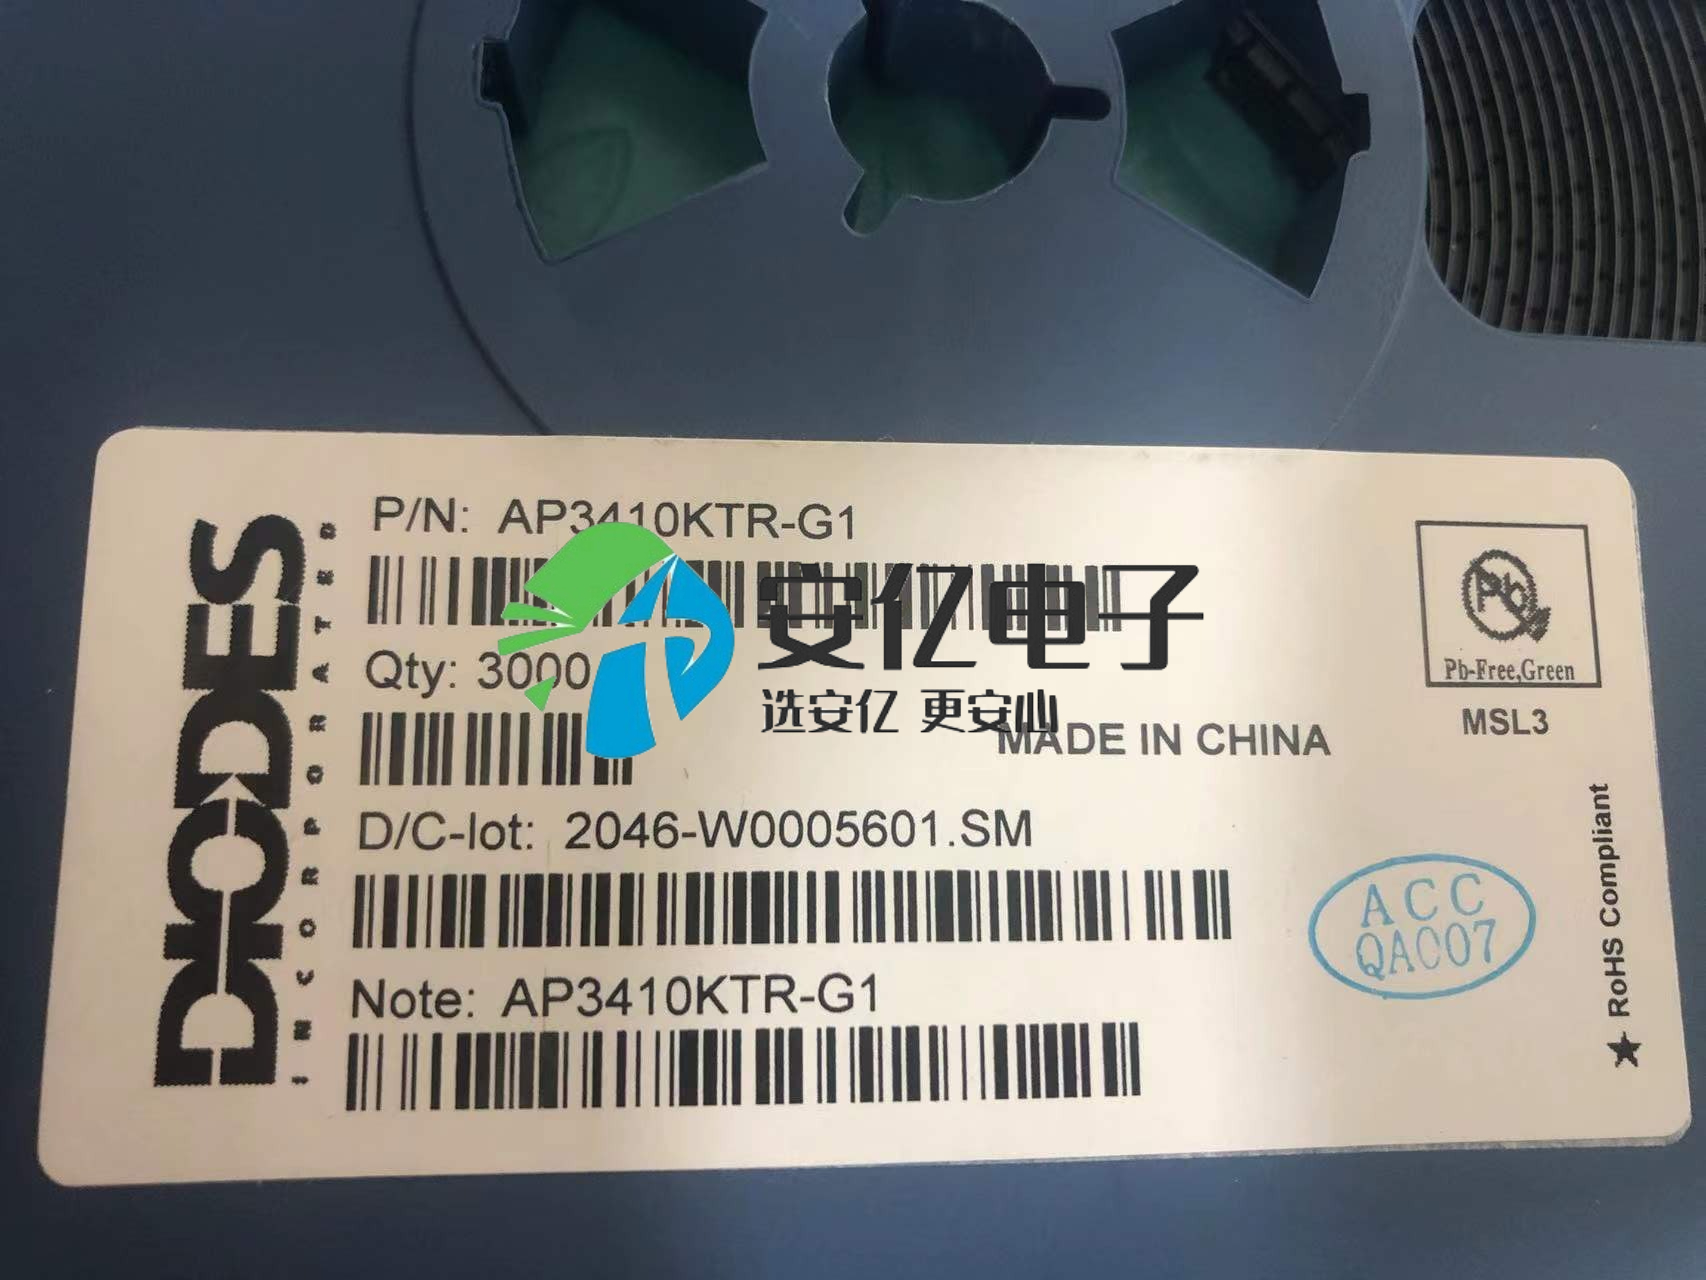 DIODES
INCORPORATED
P/N: AP3410KTR-G1
安亿电子
选安亿 更安心
Qty: 3000
MADE IN CHINA
D/C-lot: 2046-W0005601.SM
Note: AP3410KTR-G1
Pb
Pb-Free,Green
MSL3
ACC
QAC07
RoHS Compliant